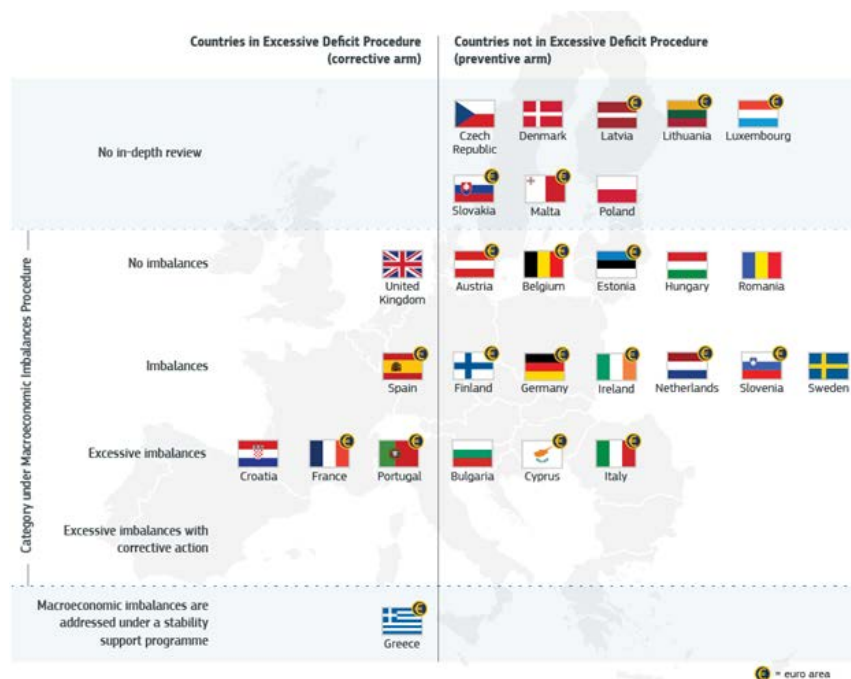 Countries in Excessive Deficit Procedure
(corrective arm)
Countries not in Excessive Deficit Procedure
(preventive arm)
No in-depth review
Czech
Republic
Denmark
Latvia
Lithuania
Luxembourg
Slovakia
Malta
Poland
Category under Macroeconomic Imbalances Procedure
No imbalances
United
Kingdom
Austria
Belgium
Estonia
Hungary
Romania
Imbalances
Spain
Finland
Germany
Ireland
Netherlands
Slovenia
Sweden
Excessive imbalances
Croatia
France
Portugal
Bulgaria
Cyprus
Italy
Excessive imbalances with
corrective action
Macroeconomic imbalances are
addressed under a stability
support programme
Greece
€ = euro area